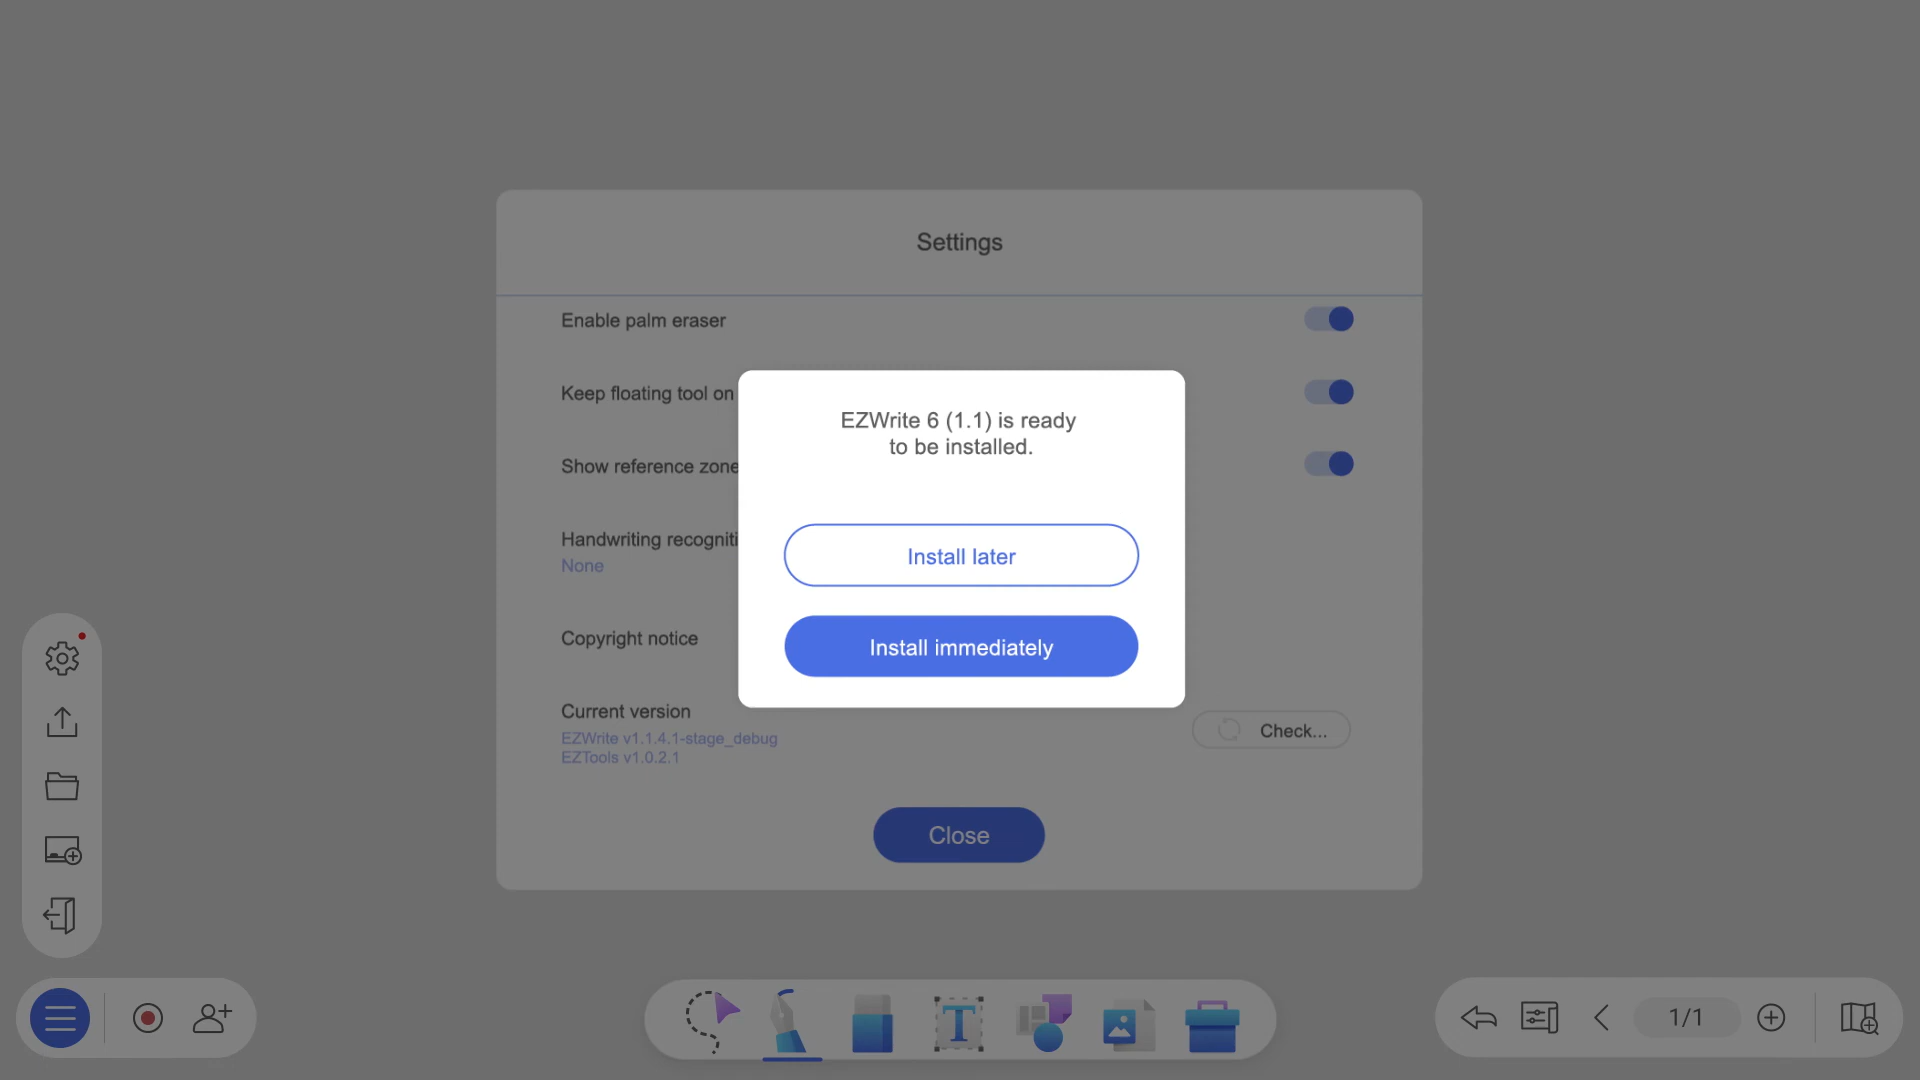 Settings
Enable palm eraser
Keep floating tool on
Show reference zone
Handwriting recogniti
None
Copyright notice
Current version
EZWrite v1.1.4.1-stage_debug
EZTools v1.0.2.1
Check...
Close
EZWrite 6 (1.1) is ready
to be installed.
Install later
Install immediately
T
1/1